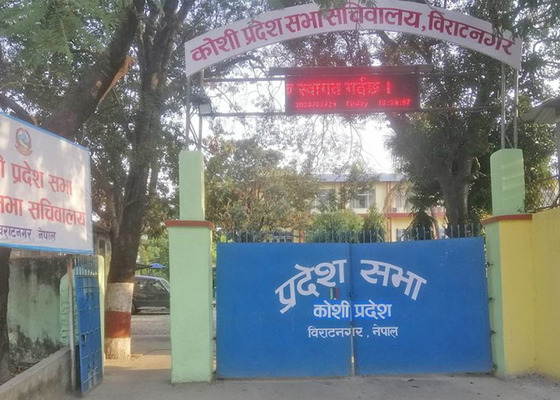 कोशी प्रदेश सभा सचिवालय, विराटनगर
स्वागत गर्दछ ।
प्रदेश सभा
सभा सचिवालय
विराटनगर, नेपाल
प्रदेश सभा
कोशी प्रदेश
विराटनगर, नेपाल